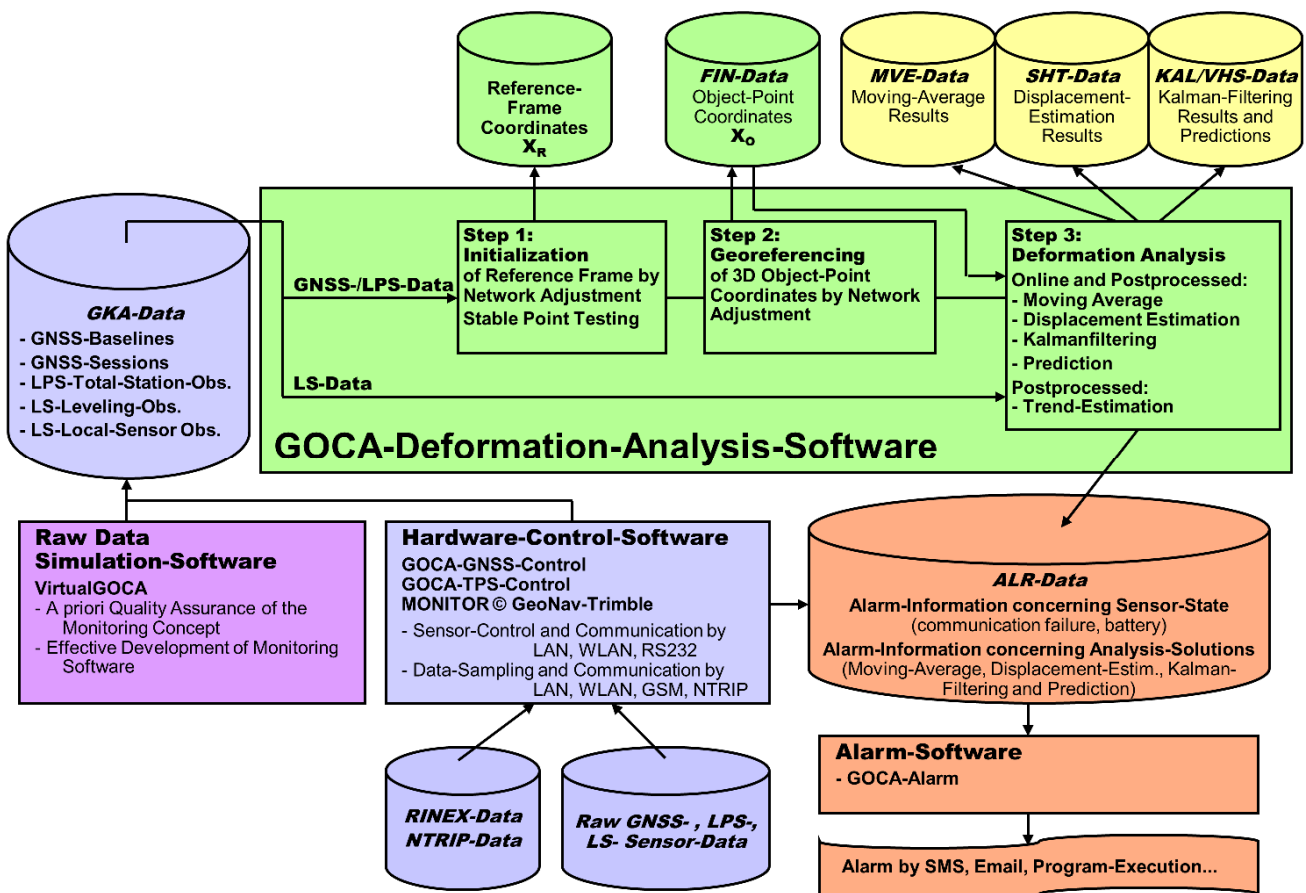 Reference-
Frame
Coordinates
XR
FIN-Data
Object-Point
Coordinates
XO
MVE-Data
Moving-Average
Results
SHT-Data
Displacement-
Estimation
Results
KAL/VHS-Data
Kalman-Filtering
Results and
Predictions
GKA-Data
- GNSS-Baselines
- GNSS-Sessions
- LPS-Total-Station-Obs.
- LS-Leveling-Obs.
- LS-Local-Sensor Obs.
GNSS-/LPS-Data
LS-Data
Step 1:
Initialization
of Reference Frame by
Network Adjustment
Stable Point Testing
Step 2:
Georeferencing
of 3D Object-Point
Coordinates by Network
Adjustment
Step 3:
Deformation Analysis
Online and Postprocessed:
- Moving Average
- Displacement Estimation
- Kalmanfiltering
- Prediction
Postprocessed:
- Trend-Estimation
GOCA-Deformation-Analysis-Software
Raw Data
Simulation-Software
VirtualGOCA
- A priori Quality Assurance of the
Monitoring Concept
- Effective Development of Monitoring
Software
Hardware-Control-Software
GOCA-GNSS-Control
GOCA-TPS-Control
MONITOR © GeoNav-Trimble
- Sensor-Control and Communication by
LAN, WLAN, RS232
- Data-Sampling and Communication by
LAN, WLAN, GSM, NTRIP
RINEX-Data
NTRIP-Data
Raw GNSS- , LPS-,
LS- Sensor-Data
ALR-Data
Alarm-Information concerning Sensor-State
(communication failure, battery)
Alarm-Information concerning Analysis-Solutions
(Moving-Average, Displacement-Estim., Kalman-
Filtering and Prediction)
Alarm-Software
- GOCA-Alarm
Alarm by SMS, Email, Program-Execution...